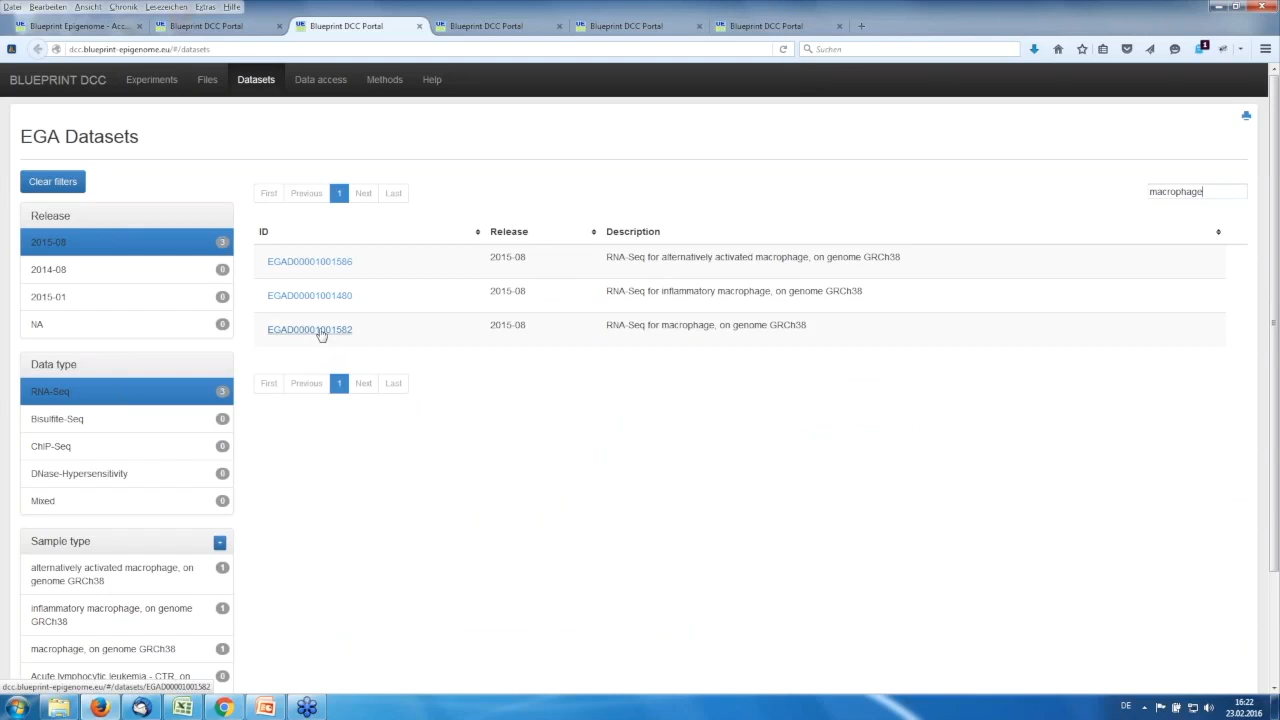 Datei Bearbeiten Ansicht Chronik Lesezeichen Extras Hilfe
Blueprint Epigenome - Acc... Blueprint DCC Portal Blueprint DCC Portal Blueprint DCC Portal Blueprint DCC Portal Blueprint DCC Portal
dcc.blueprint-epigenome.eu/#/datasets Suchen 1
BLUEPRINT DCC Experiments Files Datasets Data access Methods Help
EGA Datasets
Clear filters
Release
2015-08 3
2014-08 0
2015-01 0
NA 0
Data type
RNA-Seq 3
Bisulfite-Seq 0
ChIP-Seq 0
DNase-Hypersensitivity 0
Mixed 0
Sample type
alternatively activated macrophage, on 1
genome GRCh38
inflammatory macrophage, on genome 1
GRCh38
macrophage, on genome GRCh38 1
Acute lymphocytic leukemia - CTR, on 0
First Previous 1 Next Last
macrophage
ID Release Description
EGAD00001001586 2015-08 RNA-Seq for alternatively activated macrophage, on genome GRCh38
EGAD00001001480 2015-08 RNA-Seq for inflammatory macrophage, on genome GRCh38
EGAD00001001582 2015-08 RNA-Seq for macrophage, on genome GRCh38
First Previous 1 Next Last
dcc.blueprint-epigenome.eu/#/datasets/EGAD00001001582
DE 16:22
23.02.2016